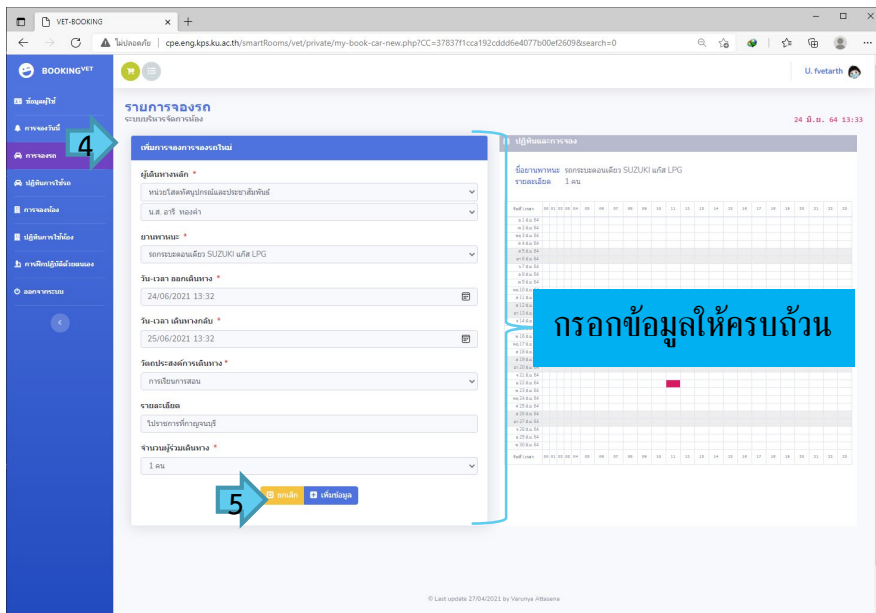 VET-BOOKING
ไม่ปลอดภัย | cpe.eng.kps.ku.ac.th/smartRooms/vet/private/my-book-car-new.php?CC=37837f1cca192cddd6e4077b00ef2609&search=0
BOOKINGVET
U. fvetarth
ข้อมูลผู้ใช้
การจองวันนี้
การจองรถ
ปฏิทินการใช้รถ
การจองห้อง
ปฏิทินการใช้ห้อง
การฝึกปฏิบัติด้วยตนเอง
ออกจากระบบ
รายการจองรถ
ระบบบริหารจัดการห้อง
24 มิ.ย. 64 13:33
4
เพิ่มการจองการจองรถใหม่
ผู้เดินทางหลัก *
หน่วยโสตทัศนูปกรณ์และประชาสัมพันธ์
น.ส. อารี ทองคำ
ยานพาหนะ *
รถกระบะตอนเดียว SUZUKI แก๊ส LPG
วัน-เวลา ออกเดินทาง *
24/06/2021 13:32
วัน-เวลา เดินทางกลับ *
25/06/2021 13:32
วัตถุประสงค์การเดินทาง *
การเรียนการสอน
รายละเอียด
ไปราชการที่กาญจนบุรี
จำนวนผู้ร่วมเดินทาง *
1 คน
5
ยกเลิก
เพิ่มข้อมูล
ปฏิทินและการจอง
ชื่อยานพาหนะ รถกระบะตอนเดียว SUZUKI แก๊ส LPG
รายละเอียด 1 คน
กรอกข้อมูลให้ครบถ้วน
© Last update 27/04/2021 by Varunya Attasena